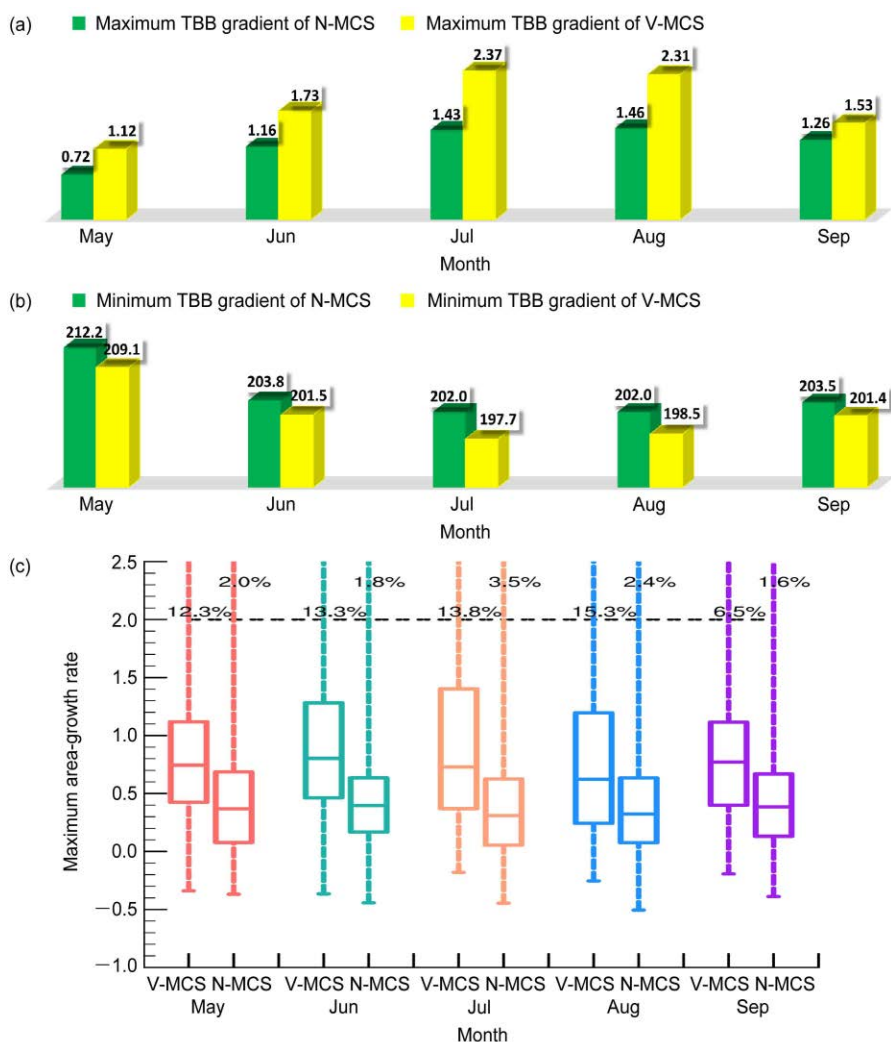 (a)
Maximum TBB gradient of N-MCS Maximum TBB gradient of V-MCS
0.72 1.12 1.16 1.73 1.43 2.37 1.46 2.31 1.26 1.53
May Jun Jul Aug Sep
Month
(b)
Minimum TBB gradient of N-MCS Minimum TBB gradient of V-MCS
212.2 209.1 203.8 201.5 202.0 197.7 202.0 198.5 203.5 201.4
May Jun Jul Aug Sep
Month
(c)
Maximum area-growth rate
2.5
2.0
1.5
1.0
0.5
0.0
−0.5
−1.0
2.0% 1.8% 3.5% 2.4% 1.6%
12.3% 13.3% 13.8% 15.3% 6.5%
V-MCS N-MCS V-MCS N-MCS V-MCS N-MCS V-MCS N-MCS V-MCS N-MCS
May Jun Jul Aug Sep
Month